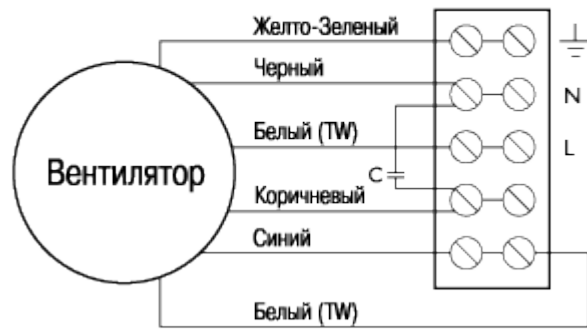 Желто-Зеленый
Черный
N
Белый (TW)
L
Вентилятор
C
Коричневый
Синий
Белый (TW)